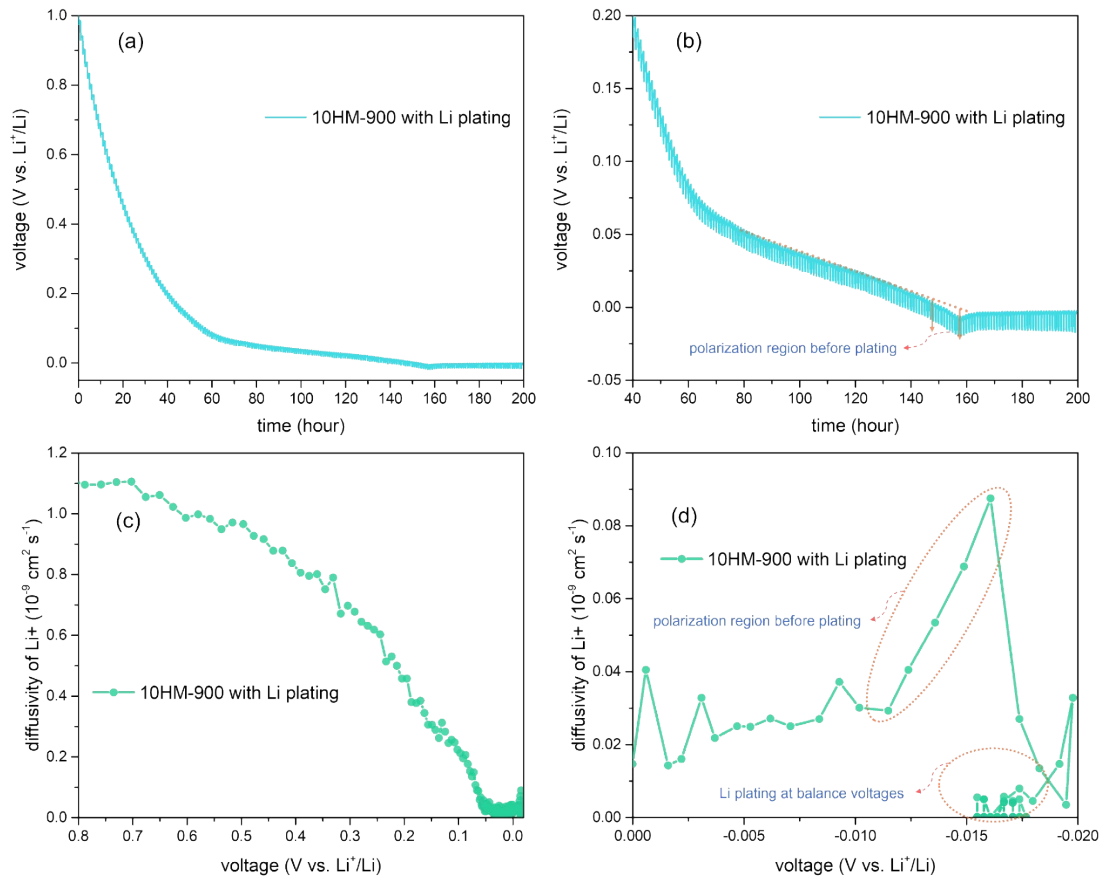 (a)
10HM-900 with Li plating
voltage (V vs. Li⁺/Li)
1.0
0.8
0.6
0.4
0.2
0.0
0 20 40 60 80 100 120 140 160 180 200
time (hour)
(b)
10HM-900 with Li plating
polarization region before plating
voltage (V vs. Li⁺/Li)
0.20
0.15
0.10
0.05
0.00
-0.05
40 60 80 100 120 140 160 180 200
time (hour)
(c)
10HM-900 with Li plating
diffusivity of Li+ (10⁻⁹ cm² s⁻¹)
1.2
1.0
0.8
0.6
0.4
0.2
0.0
0.8 0.7 0.6 0.5 0.4 0.3 0.2 0.1 0.0
voltage (V vs. Li⁺/Li)
(d)
10HM-900 with Li plating
polarization region before plating
Li plating at balance voltages
diffusivity of Li+ (10⁻⁹ cm² s⁻¹)
0.10
0.08
0.06
0.04
0.02
0.00
0.000 -0.005 -0.010 -0.015 -0.020
voltage (V vs. Li⁺/Li)